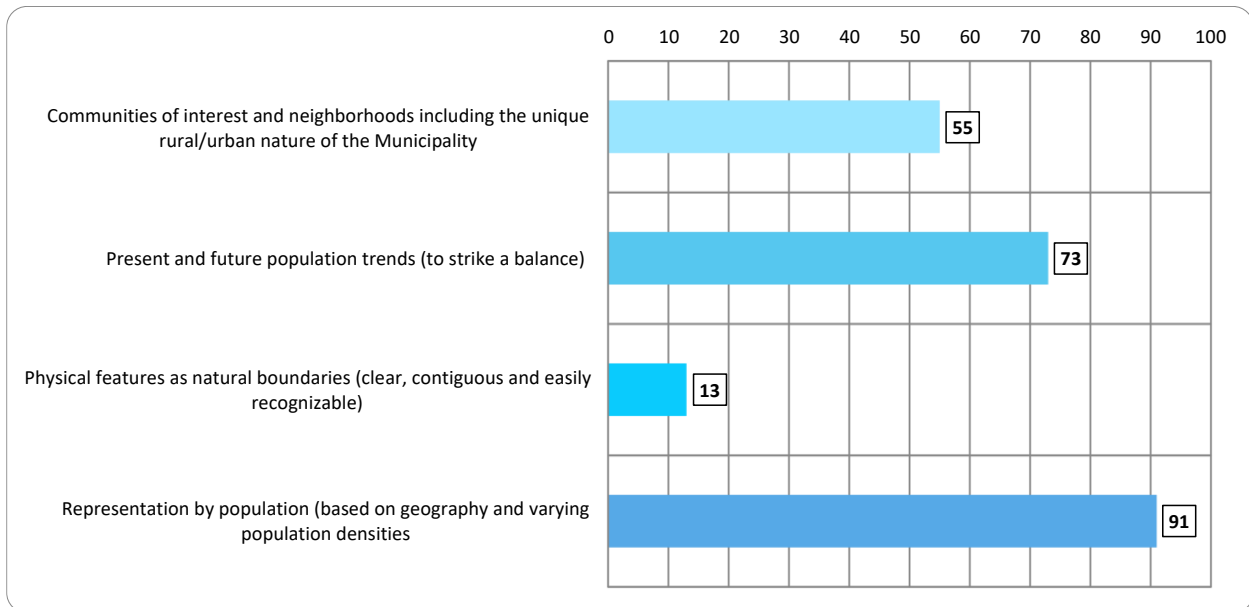 0 10 20 30 40 50 60 70 80 90 100
Communities of interest and neighborhoods including the unique
rural/urban nature of the Municipality
55
Present and future population trends (to strike a balance)
73
Physical features as natural boundaries (clear, contiguous and easily
recognizable)
13
Representation by population (based on geography and varying
population densities
91